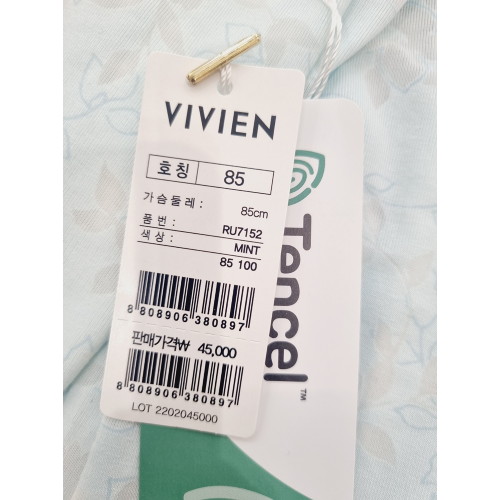 VIVIEN
호칭 85
가슴둘레 : 85cm
품번 : RU7152
색상 : MINT
85 100
8 808906 380897
판매가격₩ 45,000
8 808906 380897
LOT 2202045000
Tencel™